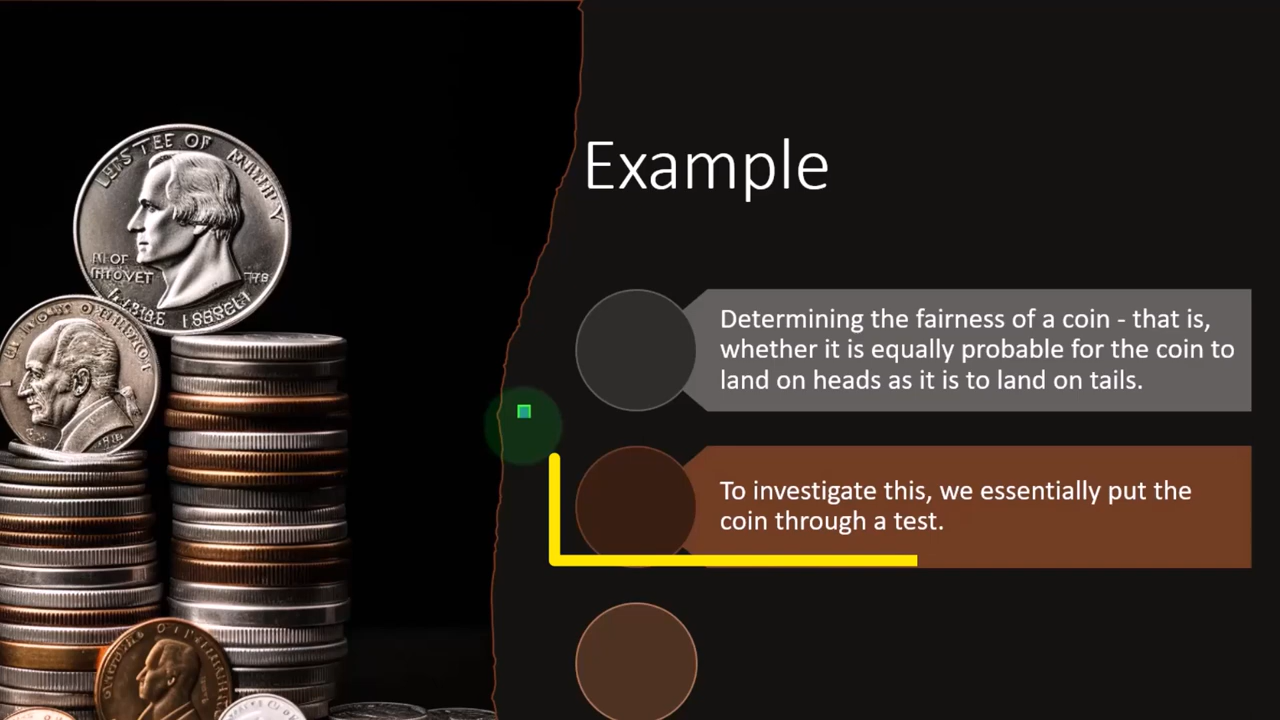 Example
Determining the fairness of a coin - that is,
whether it is equally probable for the coin to
land on heads as it is to land on tails.
To investigate this, we essentially put the
coin through a test.